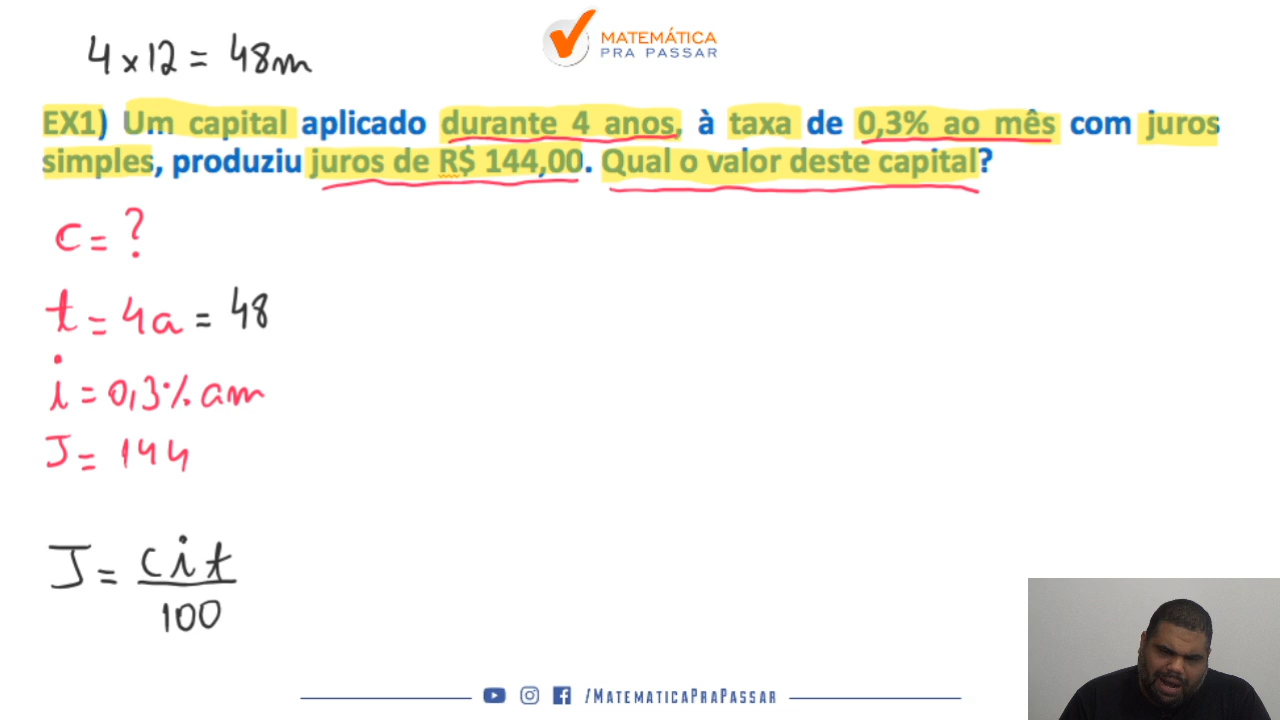 4 x 12 = 48m
MATEMÁTICA
PRA PASSAR
EX1) Um capital aplicado durante 4 anos, à taxa de 0,3% ao mês com juros
simples, produziu juros de R$ 144,00. Qual o valor deste capital?
C = ?
t = 4a = 48
i = 0,3% am
J = 144
J = cit
100
/MATEMATICAPRAPASSAR